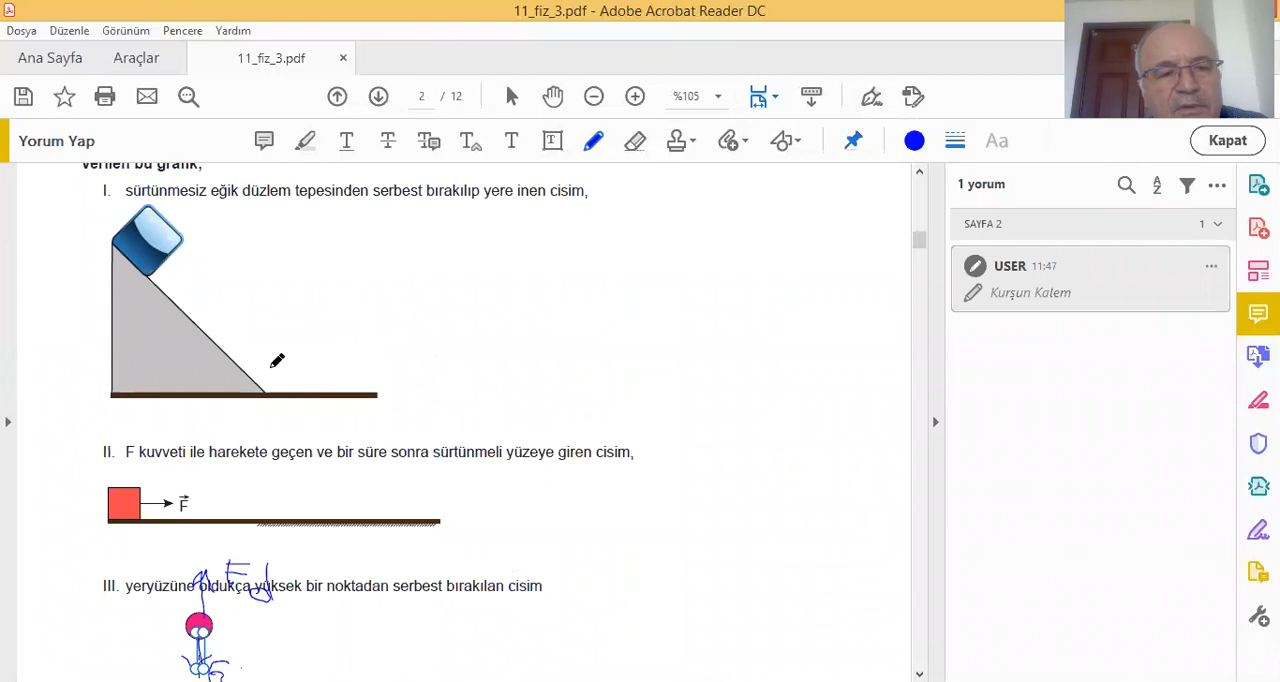 11_fiz_3.pdf - Adobe Acrobat Reader DC
Dosya Düzenle Görünüm Pencere Yardım
Ana Sayfa Araçlar 11_fiz_3.pdf ×
2 / 12 %105
Yorum Yap T T T T T Aa Kapat
verilen bu grafik;
I. sürtünmesiz eğik düzlem tepesinden serbest bırakılıp yere inen cisim,
II. F kuvveti ile harekete geçen ve bir süre sonra sürtünmeli yüzeye giren cisim,
F
Fd
III. yeryüzüne oldukça yüksek bir noktadan serbest bırakılan cisim
G
1 yorum
SAYFA 2 1
USER 11:47
Kurşun Kalem